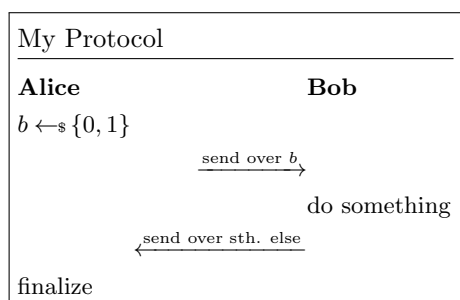 My Protocol
Alice Bob
b ←$ {0, 1}
send over b
do something
send over sth. else
finalize